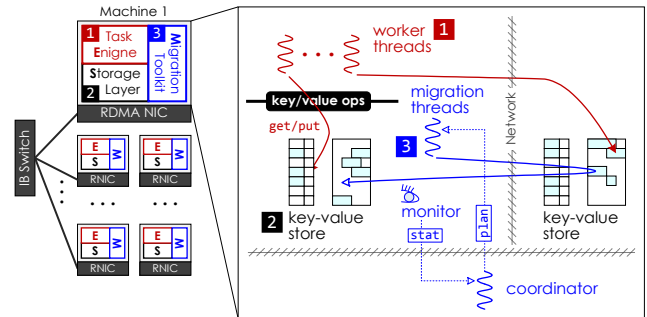 Machine 1
1
Task
Enigne
3
Migration
Toolkit
Storage
Layer
2
RDMA NIC
IB Switch
E
S
M
RNIC
E
S
M
RNIC
E
S
M
RNIC
E
S
M
RNIC
worker
threads
1
key/value ops
get/put
migration
threads
3
Network
2
key-value
store
monitor
stat
plan
key-value
store
coordinator